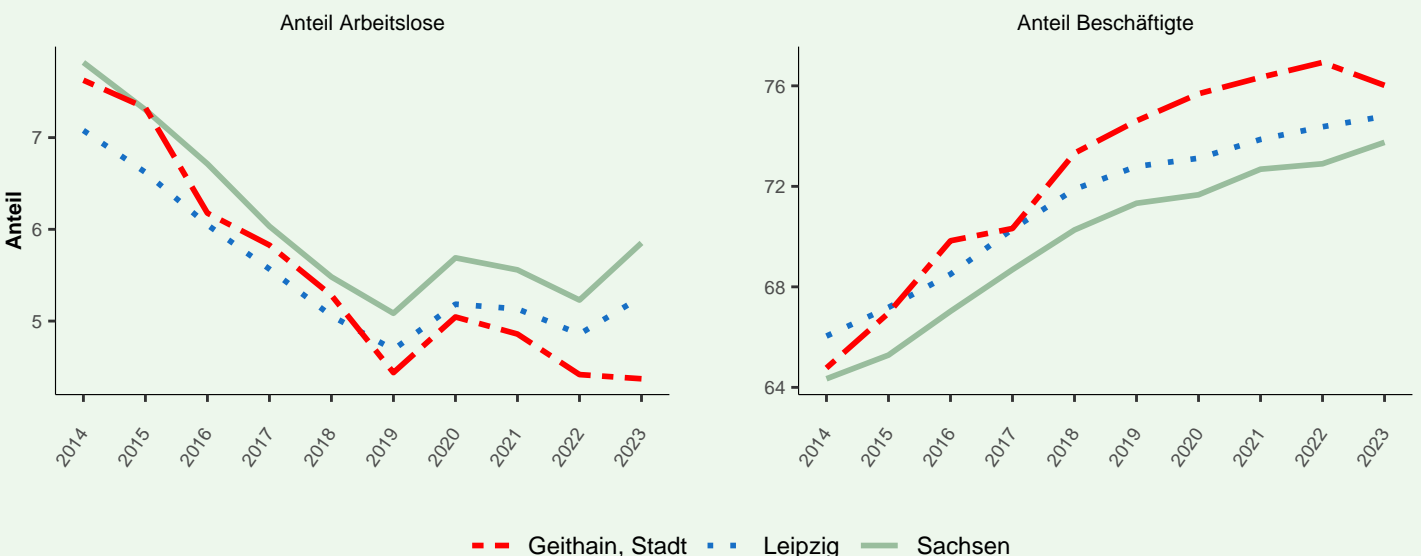 Anteil Arbeitslose
Anteil Beschäftigte
Anteil
7
6
5
2014 2015 2016 2017 2018 2019 2020 2021 2022 2023
76
72
68
64
2014 2015 2016 2017 2018 2019 2020 2021 2022 2023
Geithain, Stadt Leipzig Sachsen